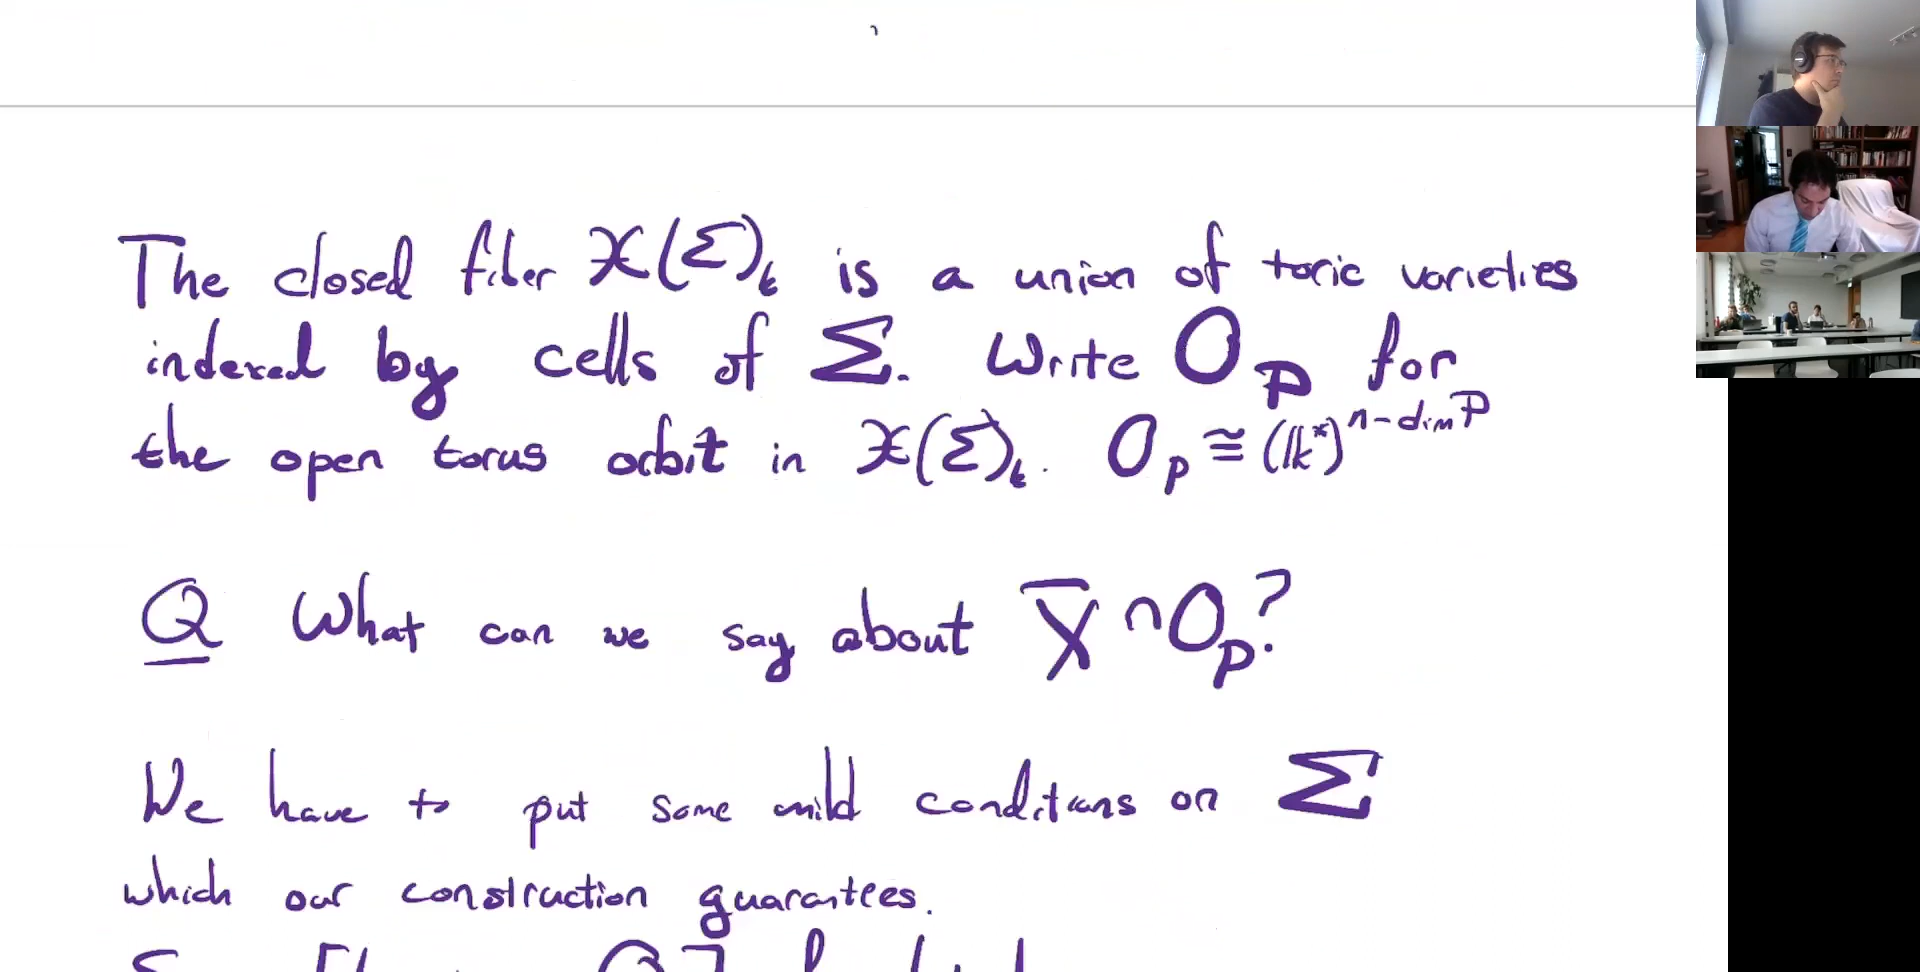 The closed fiber 𝒳(Σ)ₖ is a union of toric varieties
indexed by cells of Σ. Write O_P for
the open torus orbit in 𝒳(Σ)ₖ. O_P ≅ (𝕜*)^{n-dim P}
Q What can we say about X̄ ∩ O_P?
We have to put some mild conditions on Σ
which our construction guarantees.